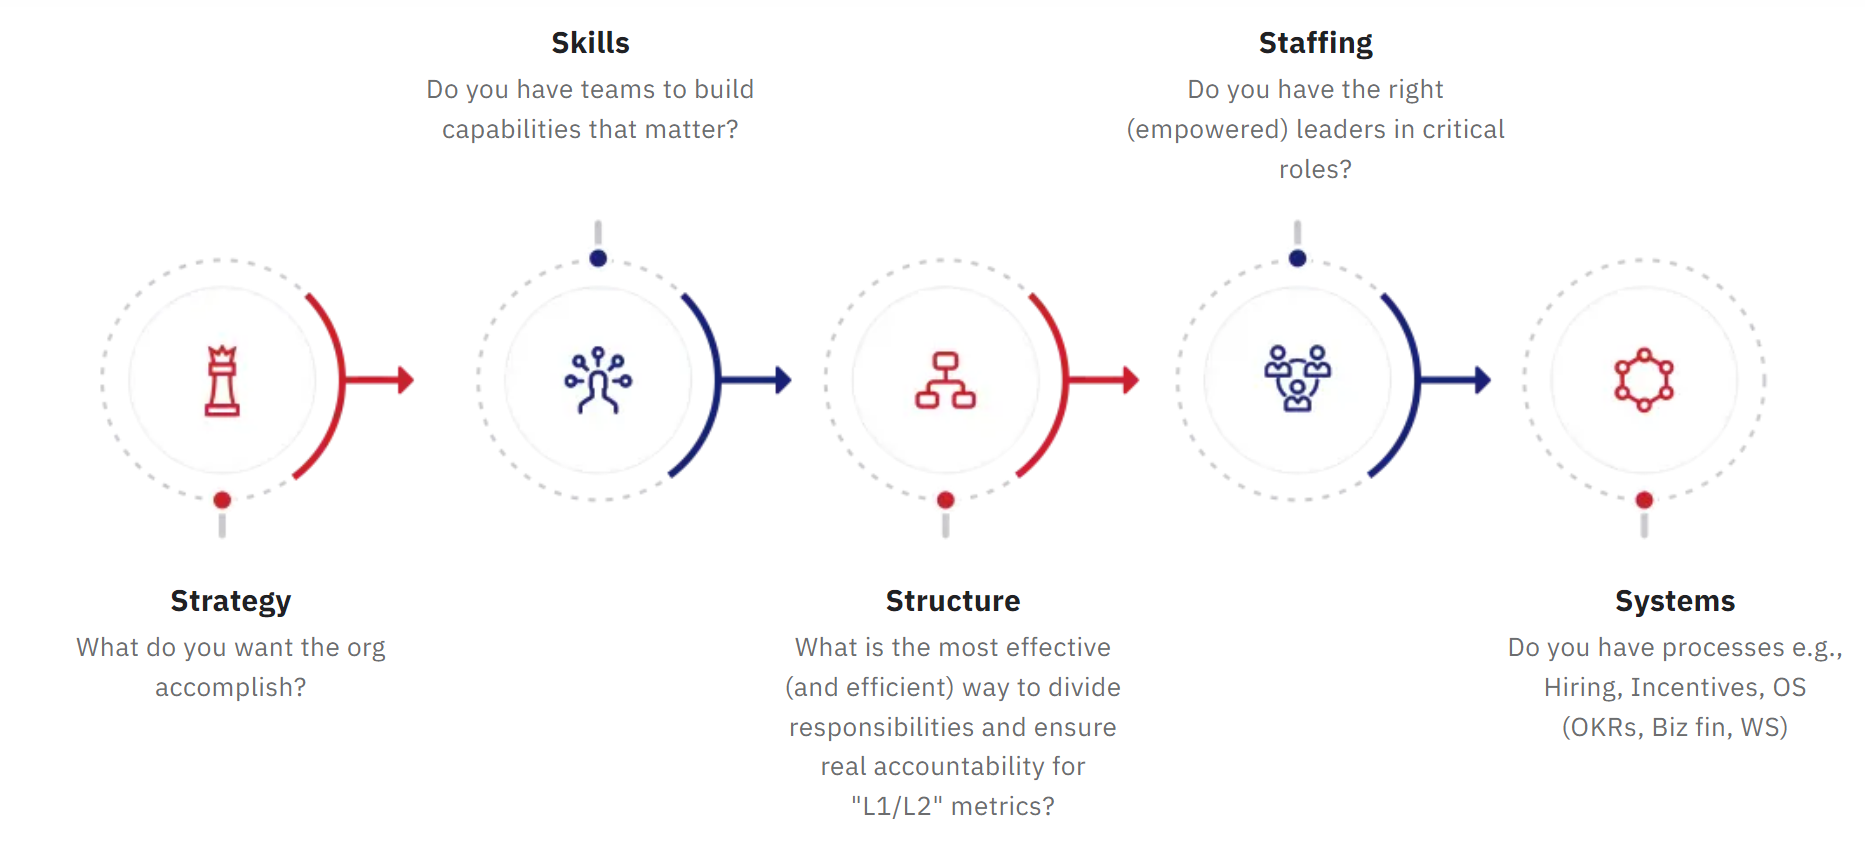 Skills
Do you have teams to build
capabilities that matter?
Staffing
Do you have the right
(empowered) leaders in critical
roles?
Strategy
What do you want the org
accomplish?
Structure
What is the most effective
(and efficient) way to divide
responsibilities and ensure
real accountability for
"L1/L2" metrics?
Systems
Do you have processes e.g.,
Hiring, Incentives, OS
(OKRs, Biz fin, WS)